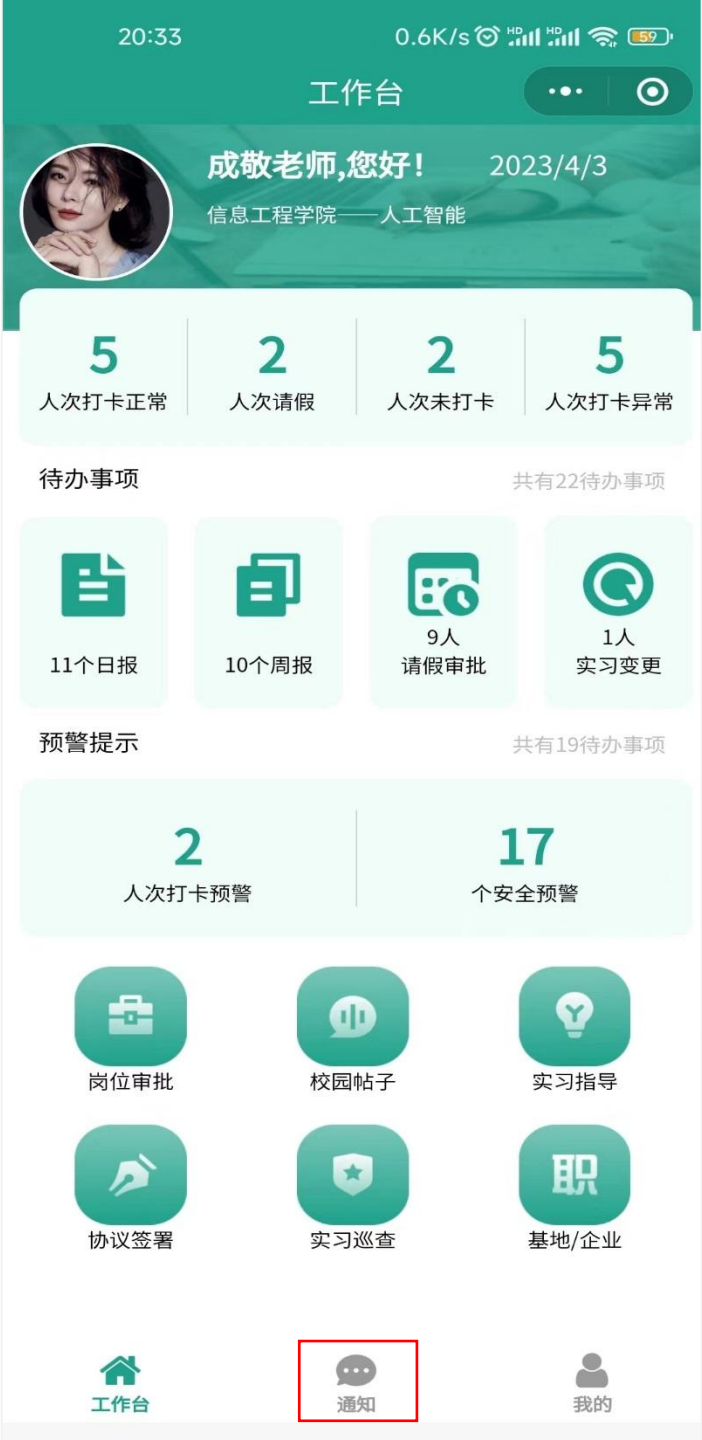 20:33 0.6K/s HD HD 59
工作台
成敬老师,您好! 2023/4/3
信息工程学院——人工智能
5 2 2 5
人次打卡正常 人次请假 人次未打卡 人次打卡异常
待办事项 共有22待办事项
9人 1人
11个日报 10个周报 请假审批 实习变更
预警提示 共有19待办事项
2 17
人次打卡预警 个安全预警
岗位审批 校园帖子 实习指导
职
协议签署 实习巡查 基地/企业
工作台 通知 我的